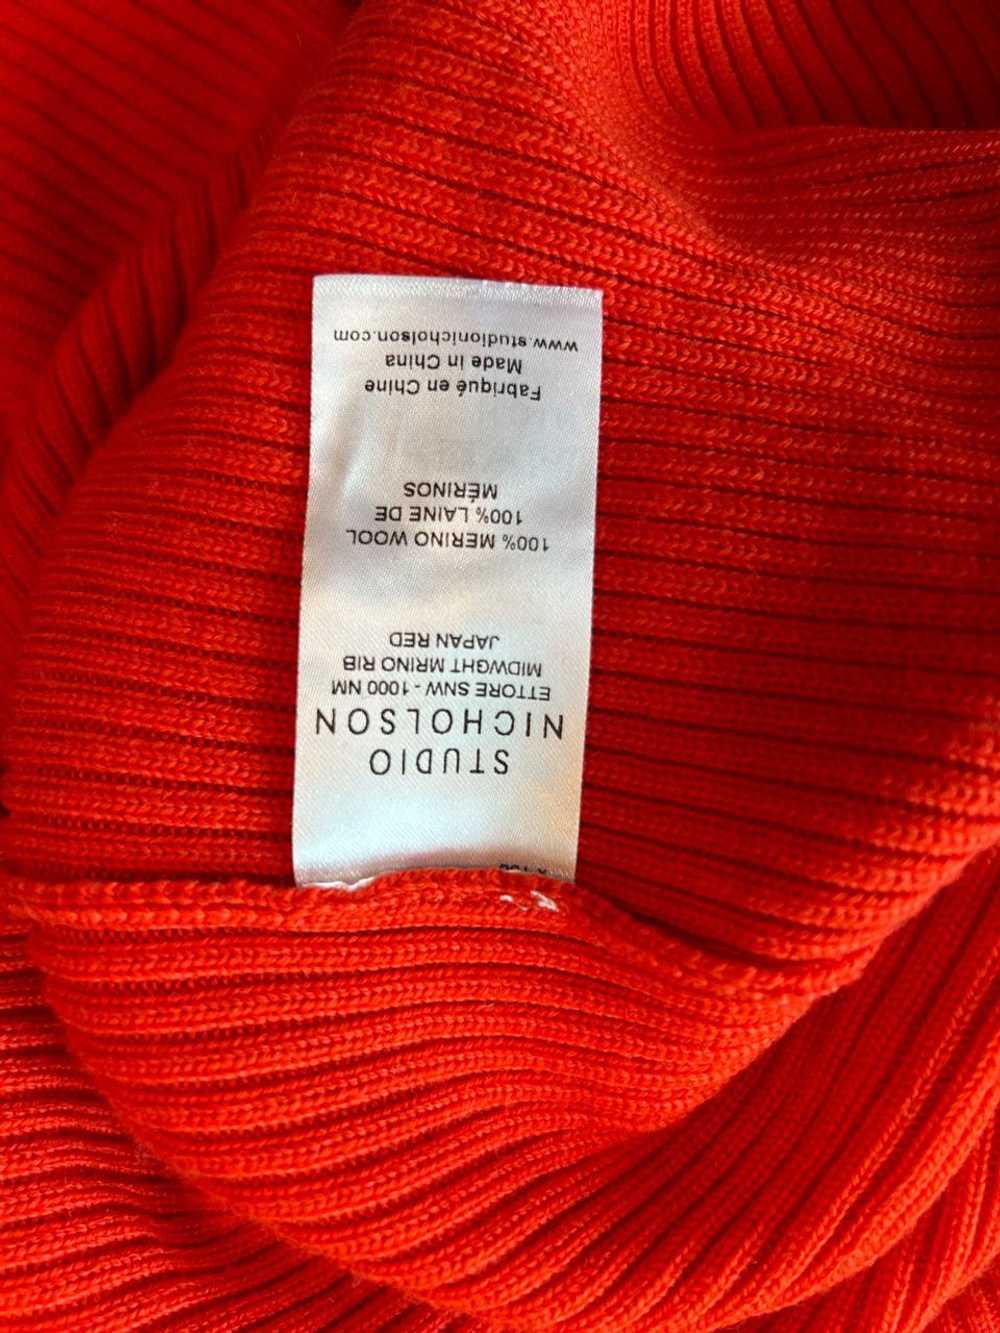 STUDIO
NICHOLSON
ETTORE SNW - 1000 NM
MIDWGHT MRINO RIB
JAPAN RED
100% MERINO WOOL
100% LAINE DE
MÉRINOS
Fabriqué en Chine
Made in China
www.studionicholson.com